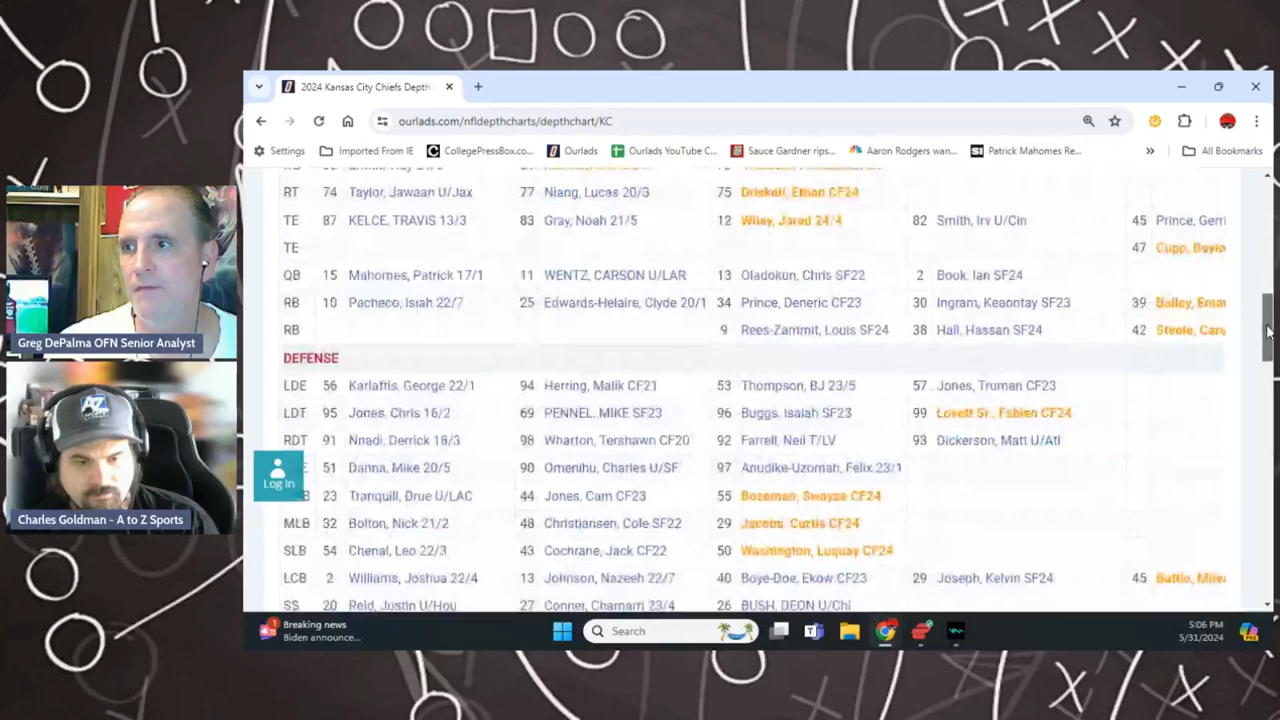 2024 Kansas City Chiefs Depth
ourlads.com/nfldepthcharts/depthchart/KC
Settings Imported From IE CollegePressBox.co... Ourlads Ourlads YouTube C... Sauce Gardner rips... Aaron Rodgers wan... Patrick Mahomes Re... » All Bookmarks
RT 74 Taylor, Jawaan U/Jax 77 Niang, Lucas 20/3 75 Driskell, Ethan CF24
TE 87 KELCE, TRAVIS 13/3 83 Gray, Noah 21/5 12 Wiley, Jared 24/4 82 Smith, Irv U/Cin 45 Prince, Gerri
TE 47 Cupp, Baylo
QB 15 Mahomes, Patrick 17/1 11 WENTZ, CARSON U/LAR 13 Oladokun, Chris SF22 2 Book, Ian SF24
RB 10 Pacheco, Isiah 22/7 25 Edwards-Helaire, Clyde 20/1 34 Prince, Deneric CF23 30 Ingram, Keaontay SF23 39 Bailey, Eman
RB 9 Rees-Zammit, Louis SF24 38 Hall, Hassan SF24 42 Steele, Cars
DEFENSE
LDE 56 Karlaftis, George 22/1 94 Herring, Malik CF21 53 Thompson, BJ 23/5 57 Jones, Truman CF23
LDT 95 Jones, Chris 16/2 69 PENNEL, MIKE SF23 96 Buggs, Isaiah SF23 99 Lovett Sr., Fabien CF24
RDT 91 Nnadi, Derrick 18/3 98 Wharton, Tershawn CF20 92 Farrell, Neil T/LV 93 Dickerson, Matt U/Atl
51 Danna, Mike 20/5 90 Omenihu, Charles U/SF 97 Anudike-Uzomah, Felix 23/1
23 Tranquill, Drue U/LAC 44 Jones, Cam CF23 55 Bozeman, Swayze CF24
MLB 32 Bolton, Nick 21/2 48 Christiansen, Cole SF22 29 Jacobs, Curtis CF24
SLB 54 Chenal, Leo 22/3 43 Cochrane, Jack CF22 50 Washington, Luquay CF24
LCB 2 Williams, Joshua 22/4 13 Johnson, Nazeeh 22/7 40 Boye-Doe, Ekow CF23 29 Joseph, Kelvin SF24 45 Battle, Miles
SS 20 Reid, Justin U/Hou 27 Conner, Chamarri 23/4 26 BUSH, DEON U/Chi
Log In
Greg DePalma OFN Senior Analyst
AZ
Charles Goldman - A to Z Sports
Breaking news
Biden announce...
Search
5:06 PM
5/31/2024